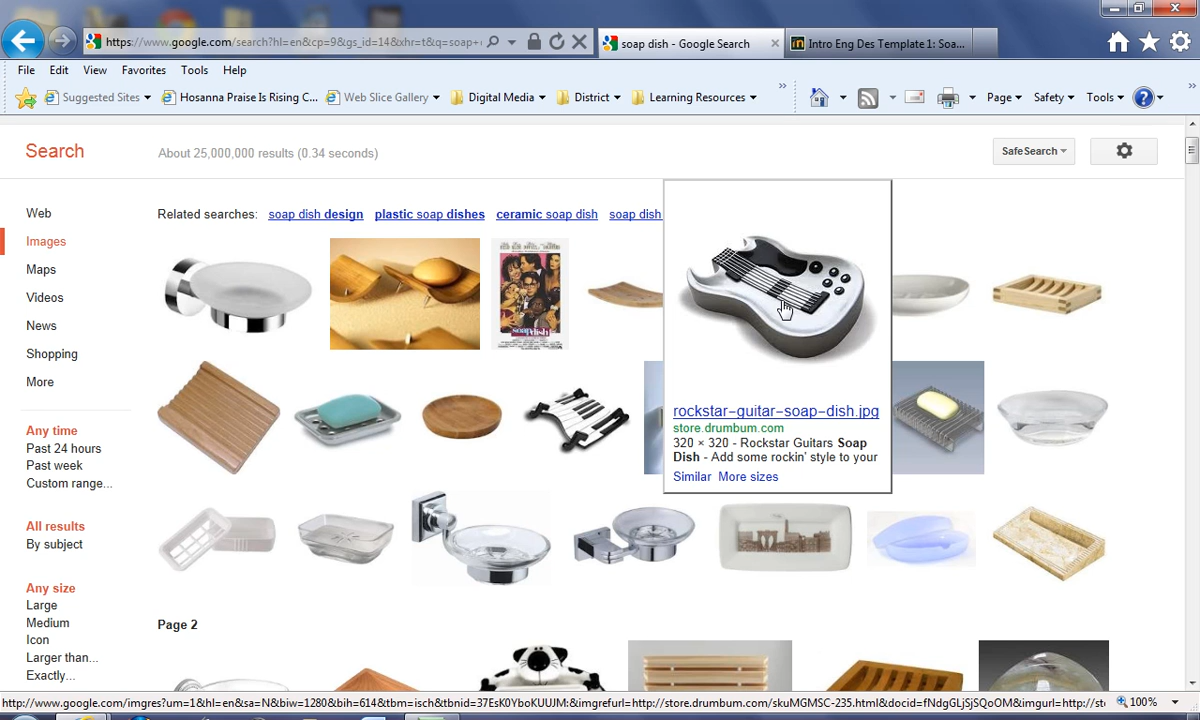 https://www.google.com/search?hl=en&cp=9&gs_id=14&xhr=t&q=soap+
soap dish - Google Search
Intro Eng Des Template 1: Soa...
File Edit View Favorites Tools Help
Suggested Sites Hosanna Praise Is Rising C... Web Slice Gallery Digital Media District Learning Resources Page Safety Tools
Search
About 25,000,000 results (0.34 seconds)
SafeSearch
Web
Related searches: soap dish design plastic soap dishes ceramic soap dish soap dish
Images
Maps
Videos
News
Shopping
More
soap dish
rockstar-guitar-soap-dish.jpg
store.drumbum.com
320 × 320 - Rockstar Guitars Soap
Dish - Add some rockin' style to your
Similar More sizes
Any time
Past 24 hours
Past week
Custom range...
All results
By subject
Any size
Large
Medium
Icon
Larger than...
Exactly...
Page 2
http://www.google.com/imgres?um=1&hl=en&sa=N&biw=1280&bih=614&tbm=isch&tbnid=37EsK0YboKUUJM:&imgrefurl=http://store.drumbum.com/skuMGMSC-235.html&docid=fNdgGLjSjSQoOM&imgurl=http://st
100%